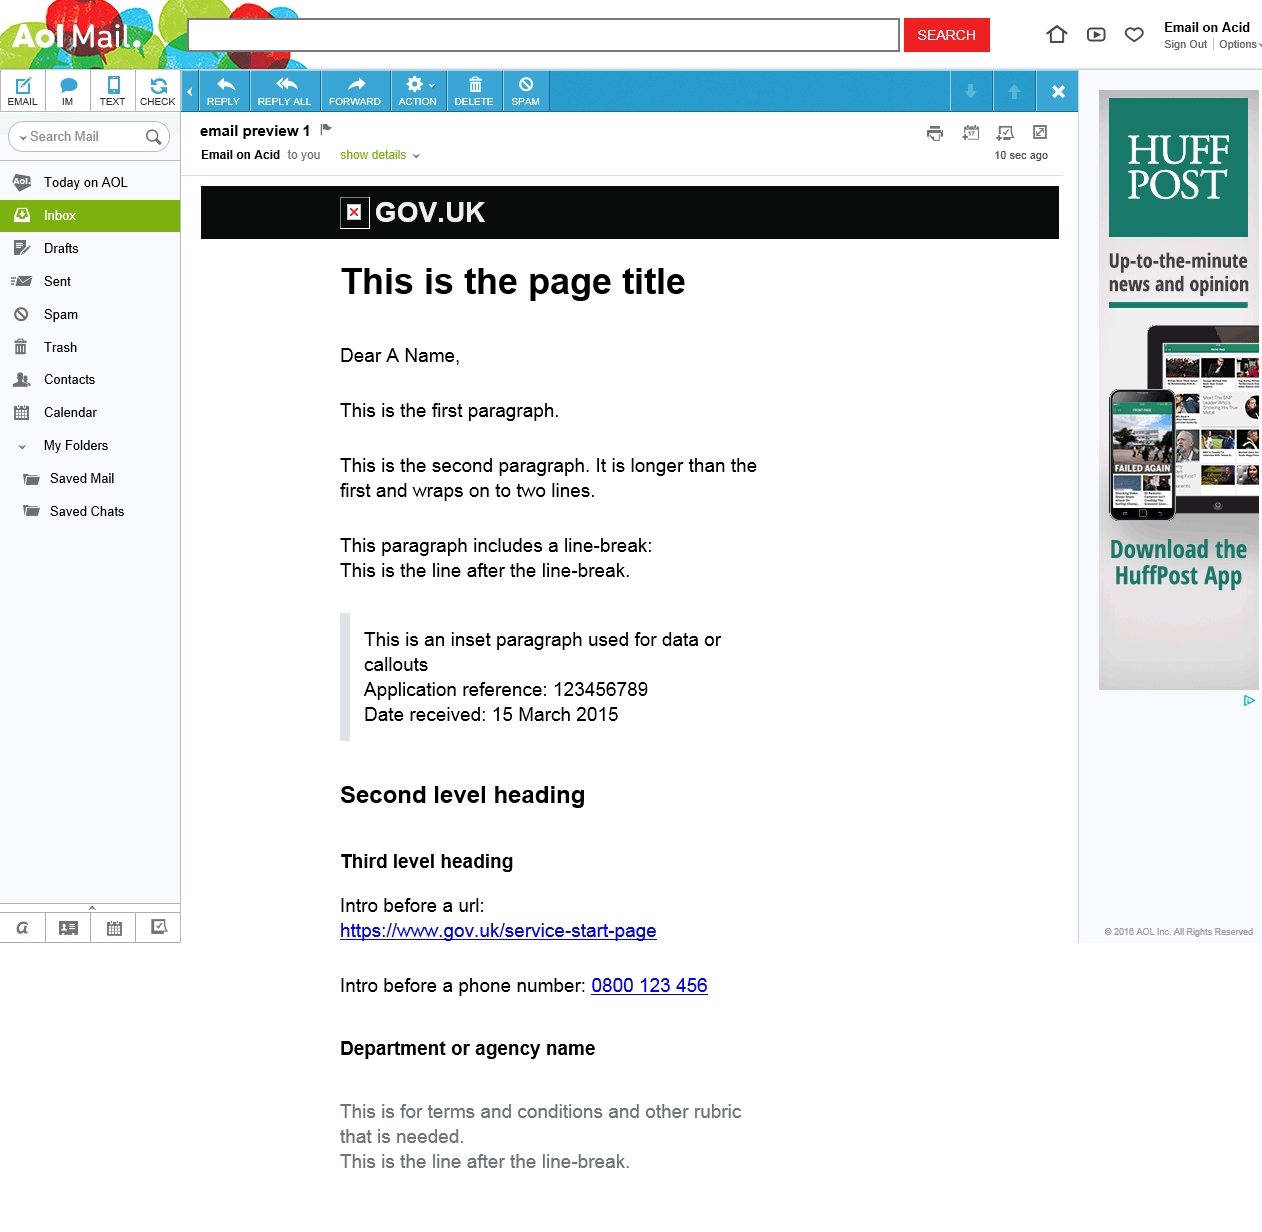 Aol Mail.
SEARCH
Email on Acid
Sign Out | Options
EMAIL IM TEXT CHECK
REPLY REPLY ALL FORWARD ACTION DELETE SPAM
Search Mail
Today on AOL
Inbox
Drafts
Sent
Spam
Trash
Contacts
Calendar
My Folders
Saved Mail
Saved Chats
email preview 1
Email on Acid to you show details
10 sec ago
GOV.UK
This is the page title
Dear A Name,
This is the first paragraph.
This is the second paragraph. It is longer than the
first and wraps on to two lines.
This paragraph includes a line-break:
This is the line after the line-break.
This is an inset paragraph used for data or
callouts
Application reference: 123456789
Date received: 15 March 2015
Second level heading
Third level heading
Intro before a url:
https://www.gov.uk/service-start-page
Intro before a phone number: 0800 123 456
Department or agency name
This is for terms and conditions and other rubric
that is needed.
This is the line after the line-break.
HUFF
POST
Up-to-the-minute
news and opinion
FAILED AGAIN
Download the
HuffPost App
© 2016 AOL Inc. All Rights Reserved